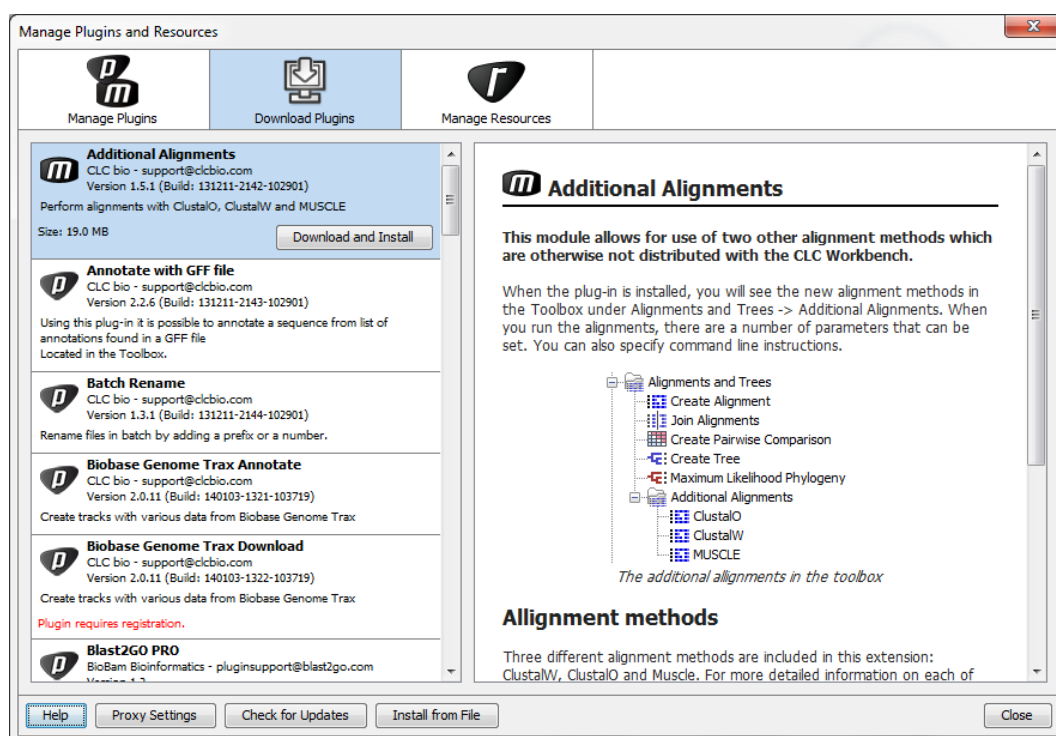 Manage Plugins and Resources
Manage Plugins
Download Plugins
Manage Resources
Additional Alignments
CLC bio - support@clcbio.com
Version 1.5.1 (Build: 131211-2142-102901)
Perform alignments with ClustalO, ClustalW and MUSCLE
Size: 19.0 MB
Download and Install
Annotate with GFF file
CLC bio - support@clcbio.com
Version 2.2.6 (Build: 131211-2143-102901)
Using this plug-in it is possible to annotate a sequence from list of
annotations found in a GFF file
Located in the Toolbox.
Batch Rename
CLC bio - support@clcbio.com
Version 1.3.1 (Build: 131211-2144-102901)
Rename files in batch by adding a prefix or a number.
Biobase Genome Trax Annotate
CLC bio - support@clcbio.com
Version 2.0.11 (Build: 140103-1321-103719)
Create tracks with various data from Biobase Genome Trax
Biobase Genome Trax Download
CLC bio - support@clcbio.com
Version 2.0.11 (Build: 140103-1322-103719)
Create tracks with various data from Biobase Genome Trax
Plugin requires registration.
Blast2GO PRO
BioBam Bioinformatics - pluginsupport@blast2go.com
Additional Alignments
This module allows for use of two other alignment methods which
are otherwise not distributed with the CLC Workbench.
When the plug-in is installed, you will see the new alignment methods in
the Toolbox under Alignments and Trees -> Additional Alignments. When
you run the alignments, there are a number of parameters that can be
set. You can also specify command line instructions.
Alignments and Trees
Create Alignment
Join Alignments
Create Pairwise Comparison
Create Tree
Maximum Likelihood Phylogeny
Additional Alignments
ClustalO
ClustalW
MUSCLE
The additional allignments in the toolbox
Allignment methods
Three different alignment methods are included in this extension:
ClustalW, ClustalO and Muscle. For more detailed information on each of
Help
Proxy Settings
Check for Updates
Install from File
Close